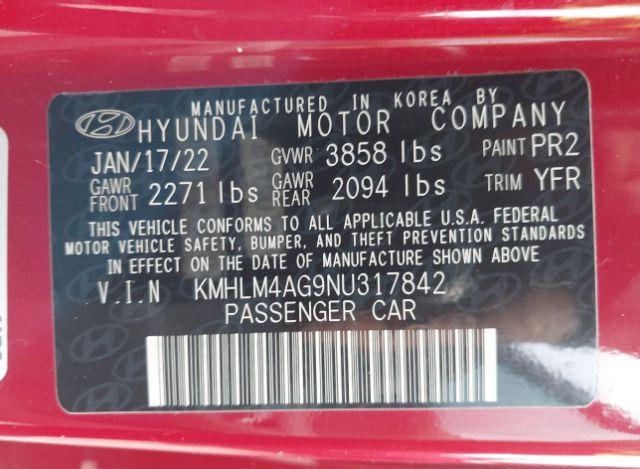 MANUFACTURED IN KOREA BY
HYUNDAI MOTOR COMPANY
JAN/17/22 GVWR 3858 lbs PAINT PR2
GAWR FRONT 2271 lbs GAWR REAR 2094 lbs TRIM YFR
THIS VEHICLE CONFORMS TO ALL APPLICABLE U.S.A. FEDERAL
MOTOR VEHICLE SAFETY, BUMPER, AND THEFT PREVENTION STANDARDS
IN EFFECT ON THE DATE OF MANUFACTURE SHOWN ABOVE
V.I.N KMHLM4AG9NU317842
PASSENGER CAR